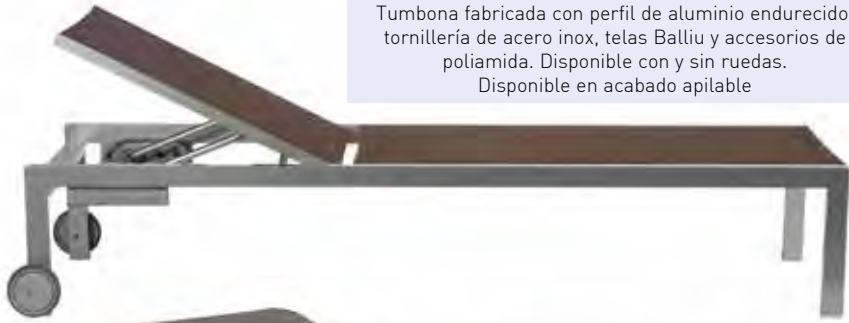 Tumbona fabricada con perfil de aluminio endurecido
tornillería de acero inox, telas Balliu y accesorios de
poliamida. Disponible con y sin ruedas.
Disponible en acabado apilable